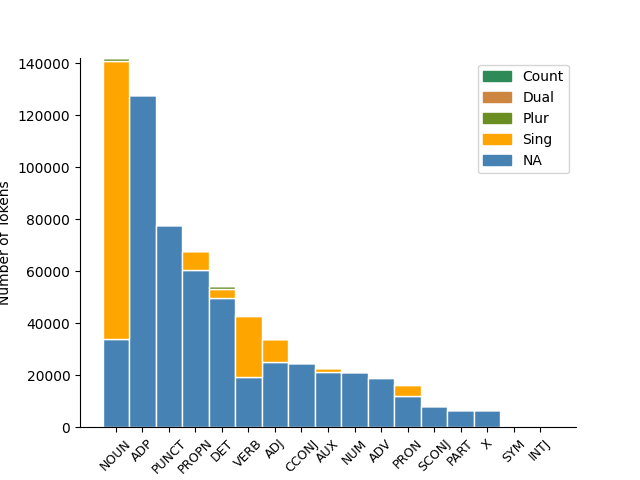 140000
120000
100000
80000
60000
40000
20000
0
Number of Tokens
Count
Dual
Plur
Sing
NA
NOUN
ADP
PUNCT
PROPN
DET
VERB
ADJ
CCONJ
AUX
NUM
ADV
PRON
SCONJ
PART
X
SYM
INTJ